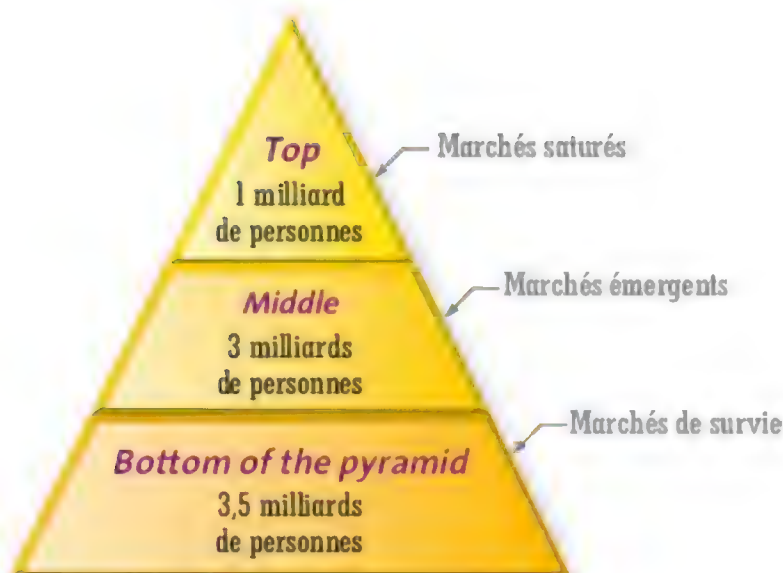 Top
1 milliard
de personnes
Marchés saturés
Middle
3 milliards
de personnes
Marchés émergents
Bottom of the pyramid
3,5 milliards
de personnes
Marchés de survie